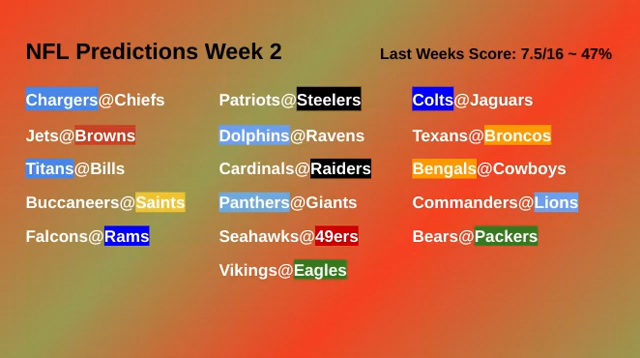 NFL Predictions Week 2
Last Weeks Score: 7.5/16 ~ 47%
Chargers@Chiefs
Jets@Browns
Titans@Bills
Buccaneers@Saints
Falcons@Rams
Patriots@Steelers
Dolphins@Ravens
Cardinals@Raiders
Panthers@Giants
Seahawks@49ers
Vikings@Eagles
Colts@Jaguars
Texans@Broncos
Bengals@Cowboys
Commanders@Lions
Bears@Packers